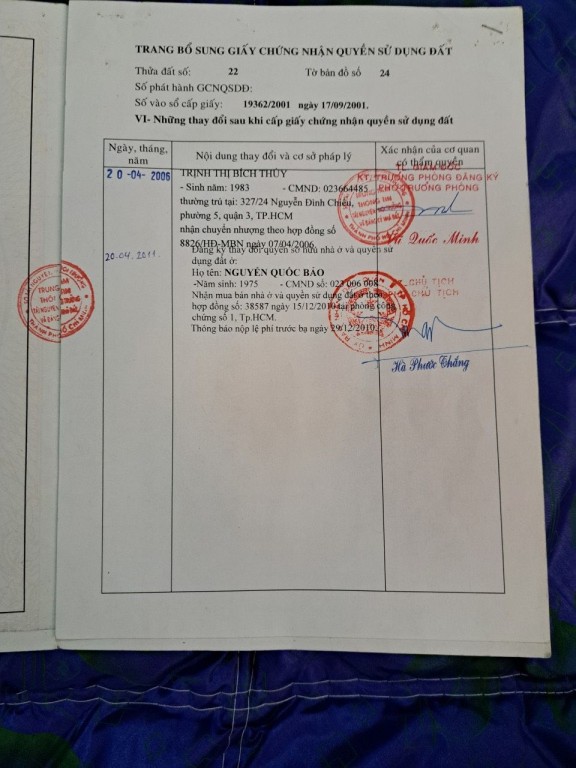 TRANG BỔ SUNG GIẤY CHỨNG NHẬN QUYỀN SỬ DỤNG ĐẤT
Thửa đất số: 22 Tờ bản đồ số 24
Số phát hành GCNQSDĐ:
Số vào sổ cấp giấy: 19362/2001 ngày 17/09/2001.
VI- Những thay đổi sau khi cấp giấy chứng nhận quyền sử dụng đất
Ngày, tháng, năm
Nội dung thay đổi và cơ sở pháp lý
Xác nhận của cơ quan có thẩm quyền
20-04-2006
TRỊNH THỊ BÍCH THỦY
- Sinh năm: 1983 - CMND: 023664485
thường trú tại: 327/24 Nguyễn Đình Chiểu,
phường 5, quận 3, TP.HCM
nhận chuyển nhượng theo hợp đồng số
8826/HĐ-MBN ngày 07/04/2006.
TL. GIÁM ĐỐC
KT. TRƯỞNG PHÒNG ĐĂNG KÝ
PHÓ TRƯỞNG PHÒNG
Quốc Minh
20.04.2011.
Đăng ký thay đổi quyền sở hữu nhà ở và quyền sử
dụng đất ở:
Họ tên: NGUYỄN QUỐC BẢO
-Năm sinh: 1975 - CMND số: 023 006 008
Nhận mua bán nhà ở và quyền sử dụng đất ở theo
hợp đồng số: 38587 ngày 15/12/2010 tại phòng công
chứng số 1, Tp.HCM.
Thông báo nộp lệ phí trước bạ ngày 29/12/2010.
CHỦ TỊCH
CHỦ TỊCH
Hà Phước Thắng
TRUNG